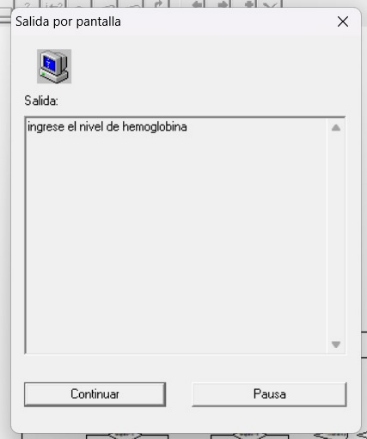 Salida por pantalla
Salida:
ingrese el nivel de hemoglobina
Continuar
Pausa